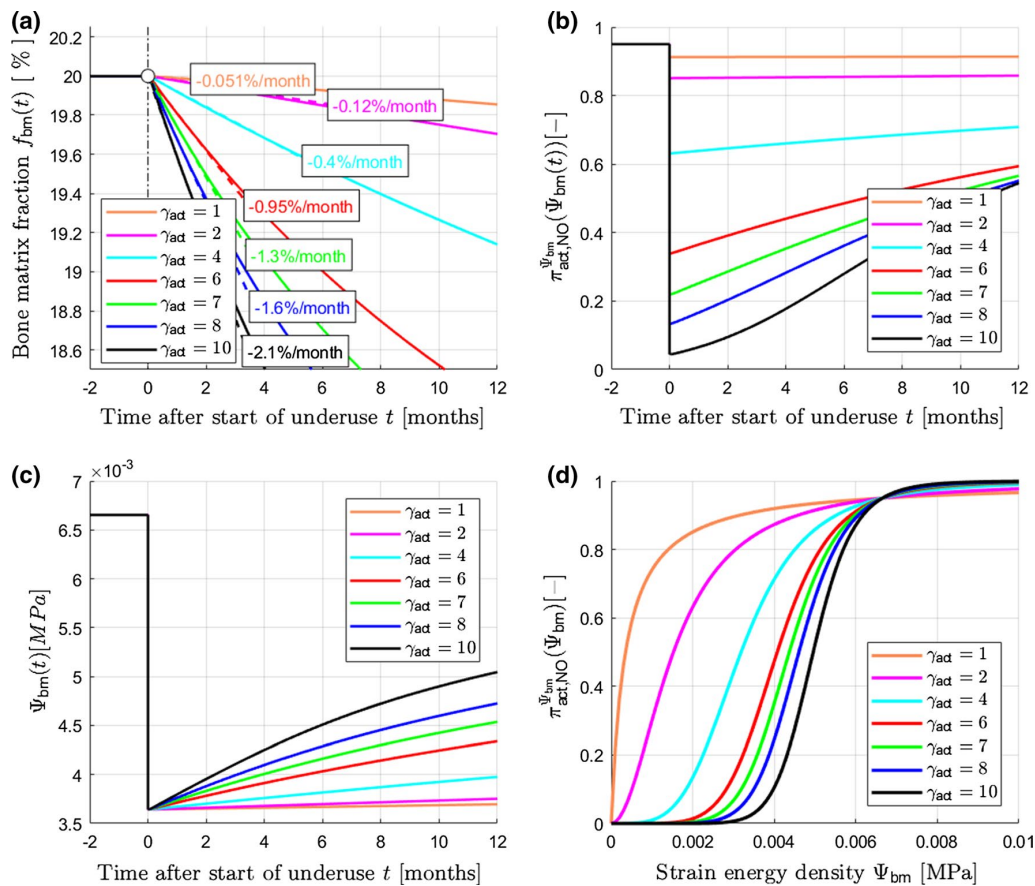 (a)
Bone matrix fraction f_bm(t) [ % ]
20.2
20
19.8
19.6
19.4
19.2
19
18.8
18.6
-0.051%/month
-0.12%/month
-0.4%/month
-0.95%/month
-1.3%/month
-1.6%/month
-2.1%/month
γ_act = 1
γ_act = 2
γ_act = 4
γ_act = 6
γ_act = 7
γ_act = 8
γ_act = 10
-2 0 2 4 6 8 10 12
Time after start of underuse t [months]
(b)
π^Ψbm_act,NO(Ψ_bm(t))[−]
1
0.8
0.6
0.4
0.2
0
γ_act = 1
γ_act = 2
γ_act = 4
γ_act = 6
γ_act = 7
γ_act = 8
γ_act = 10
-2 0 2 4 6 8 10 12
Time after start of underuse t [months]
(c)
×10^-3
Ψ_bm(t)[MPa]
7
6.5
6
5.5
5
4.5
4
3.5
γ_act = 1
γ_act = 2
γ_act = 4
γ_act = 6
γ_act = 7
γ_act = 8
γ_act = 10
-2 0 2 4 6 8 10 12
Time after start of underuse t [months]
(d)
π^Ψbm_act,NO(Ψ_bm)[−]
1
0.8
0.6
0.4
0.2
0
γ_act = 1
γ_act = 2
γ_act = 4
γ_act = 6
γ_act = 7
γ_act = 8
γ_act = 10
0 0.002 0.004 0.006 0.008 0.01
Strain energy density Ψ_bm [MPa]